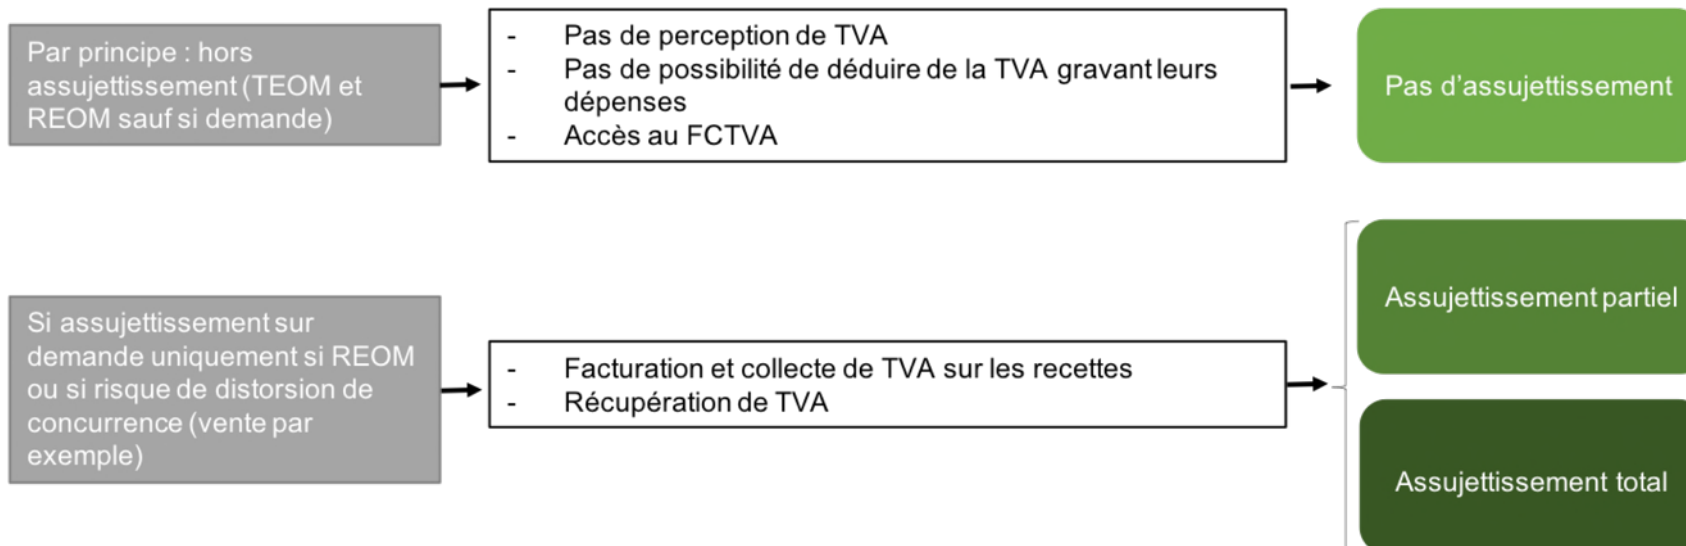 Par principe : hors
assujettissement (TEOM et
REOM sauf si demande)
- Pas de perception de TVA
- Pas de possibilité de déduire de la TVA gravant leurs
dépenses
- Accès au FCTVA
Pas d'assujettissement
Si assujettissement sur
demande uniquement si REOM
ou si risque de distorsion de
concurrence (vente par
exemple)
- Facturation et collecte de TVA sur les recettes
- Récupération de TVA
Assujettissement partiel
Assujettissement total